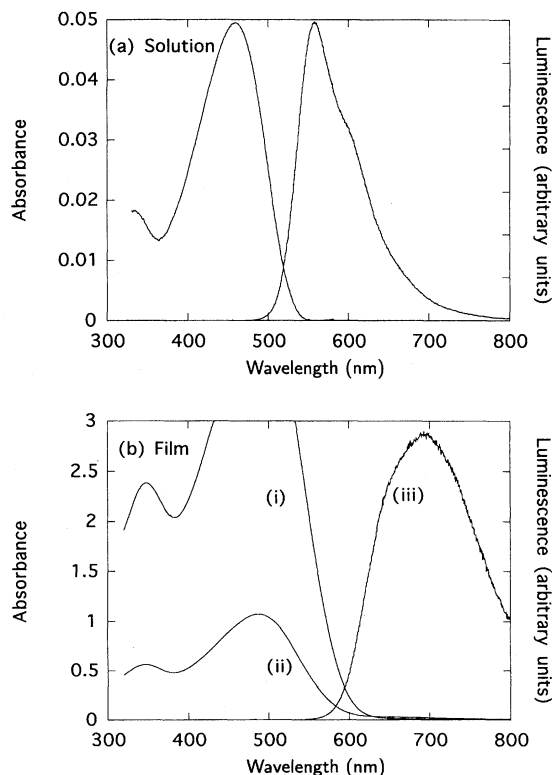 (a) Solution
0.05
0.04
0.03
0.02
0.01
0
300 400 500 600 700 800
Wavelength (nm)
Absorbance
Luminescence (arbitrary units)
(b) Film
3
2.5
2
1.5
1
0.5
0
(i)
(ii)
(iii)
300 400 500 600 700 800
Wavelength (nm)
Absorbance
Luminescence (arbitrary units)